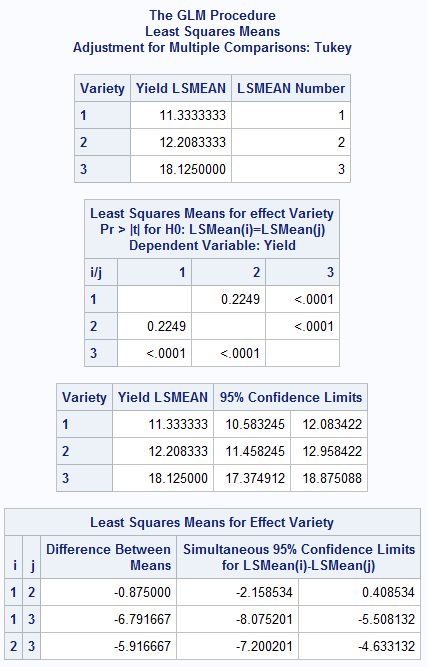 The GLM Procedure
Least Squares Means
Adjustment for Multiple Comparisons: Tukey
Variety Yield LSMEAN LSMEAN Number
1 11.3333333 1
2 12.2083333 2
3 18.1250000 3
Least Squares Means for effect Variety
Pr > |t| for H0: LSMean(i)=LSMean(j)
Dependent Variable: Yield
i/j 1 2 3
1 0.2249 <.0001
2 0.2249 <.0001
3 <.0001 <.0001
Variety Yield LSMEAN 95% Confidence Limits
1 11.333333 10.583245 12.083422
2 12.208333 11.458245 12.958422
3 18.125000 17.374912 18.875088
Least Squares Means for Effect Variety
i j Difference Between Means Simultaneous 95% Confidence Limits for LSMean(i)-LSMean(j)
1 2 -0.875000 -2.158534 0.408534
1 3 -6.791667 -8.075201 -5.508132
2 3 -5.916667 -7.200201 -4.633132